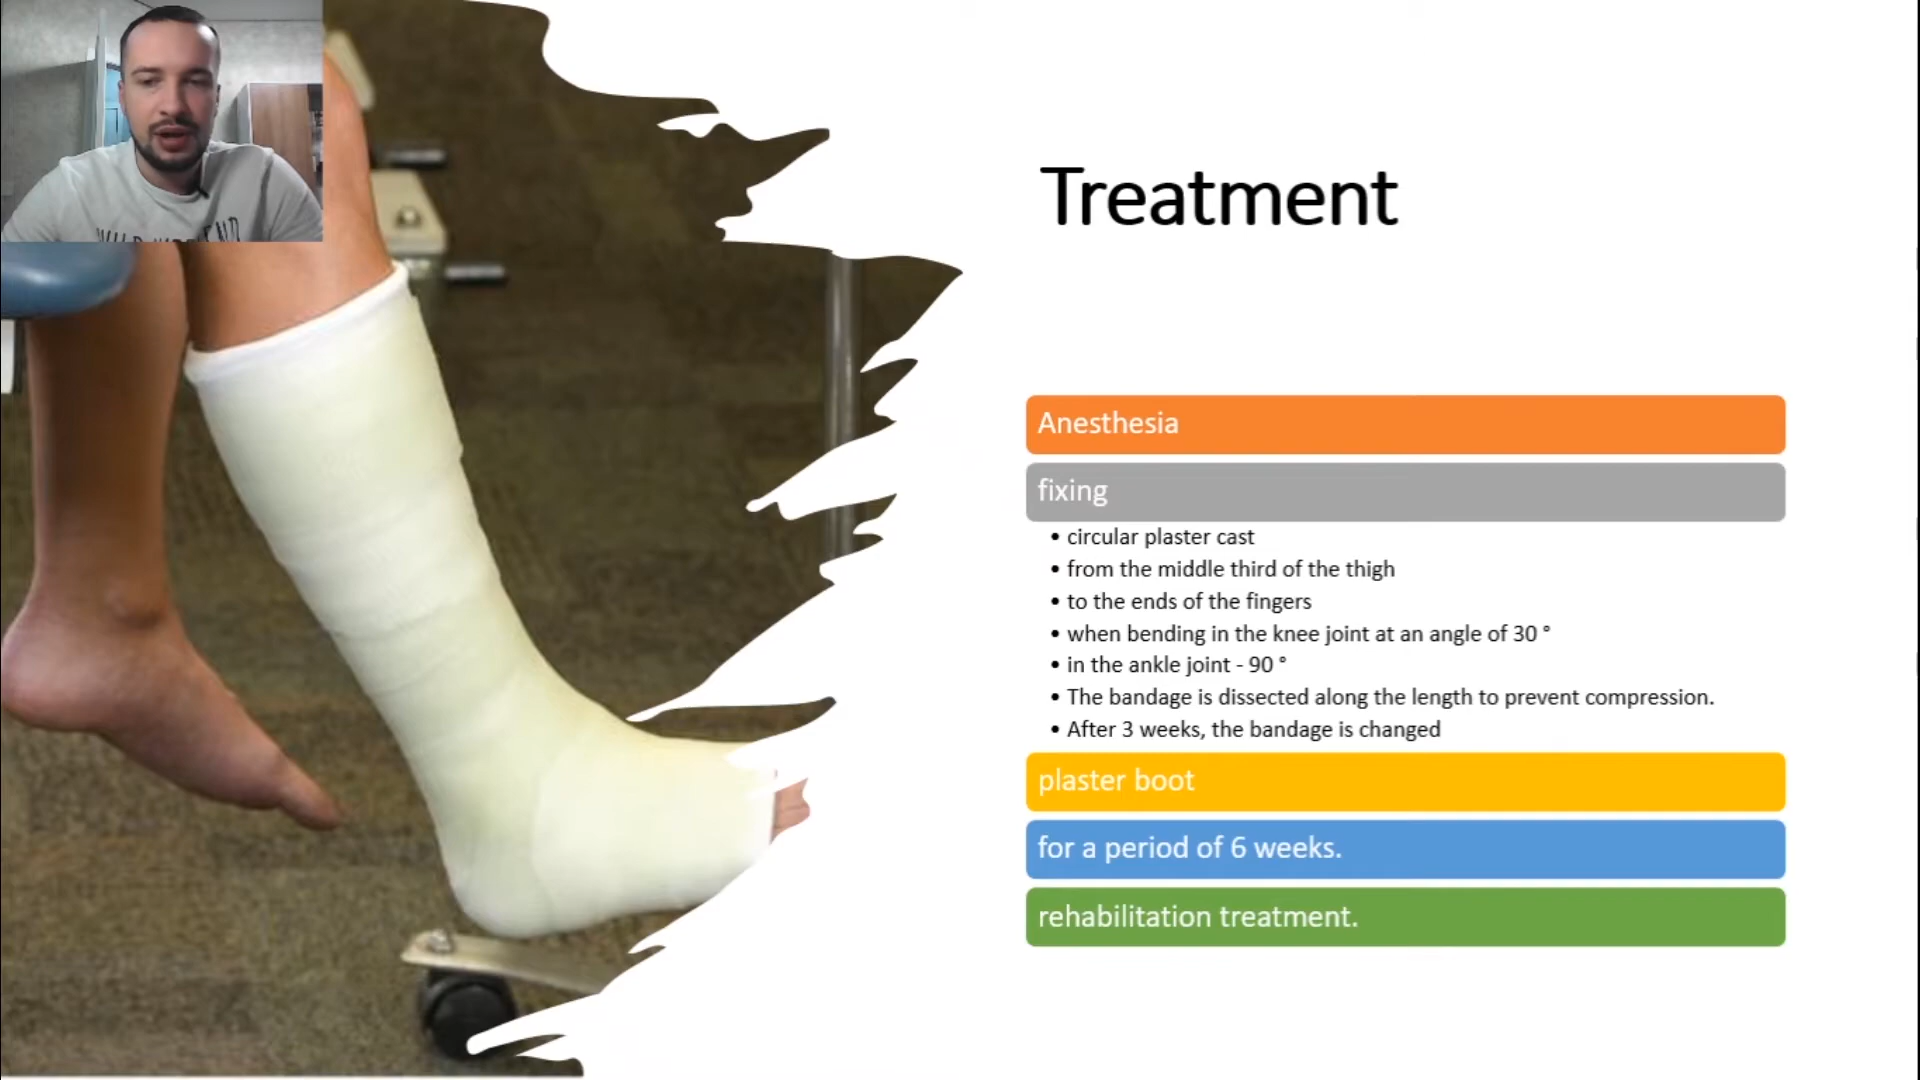 Treatment
Anesthesia
fixing
• circular plaster cast
• from the middle third of the thigh
• to the ends of the fingers
• when bending in the knee joint at an angle of 30 °
• in the ankle joint - 90 °
• The bandage is dissected along the length to prevent compression.
• After 3 weeks, the bandage is changed
plaster boot
for a period of 6 weeks.
rehabilitation treatment.